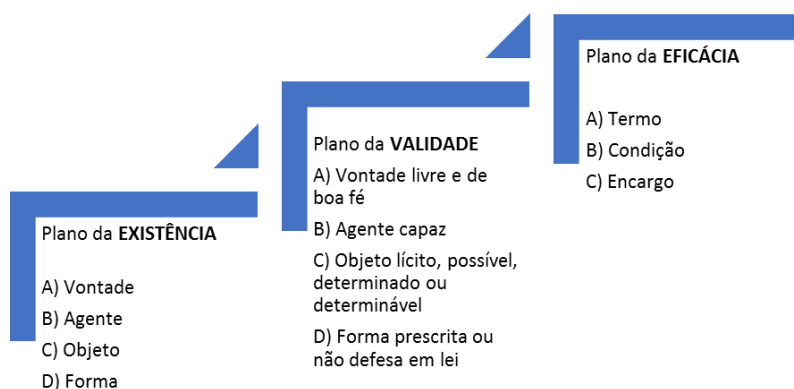 Plano da EXISTÊNCIA
A) Vontade
B) Agente
C) Objeto
D) Forma
Plano da VALIDADE
A) Vontade livre e de
boa fé
B) Agente capaz
C) Objeto lícito, possível,
determinado ou
determinável
D) Forma prescrita ou
não defesa em lei
Plano da EFICÁCIA
A) Termo
B) Condição
C) Encargo